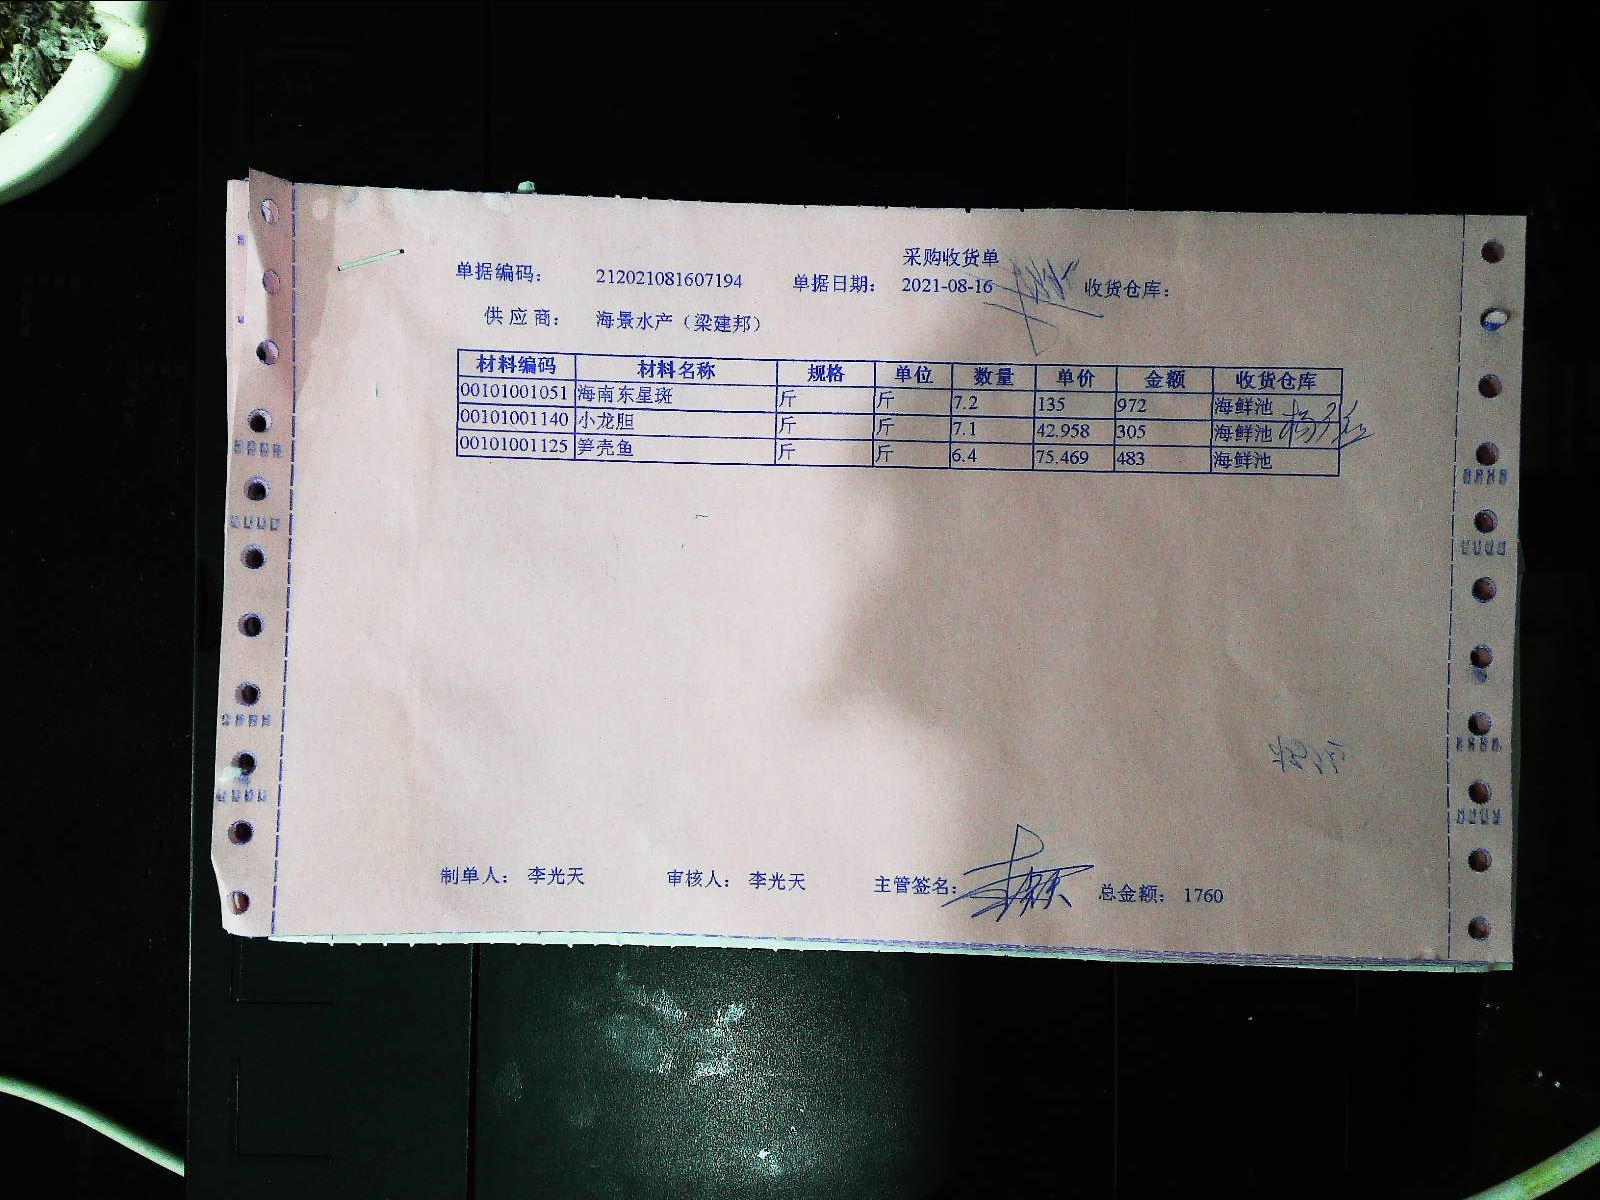 采购收货单
单据编码： 212021081607194 单据日期： 2021-08-16 收货仓库：
供应商： 海景水产（梁建邦）
材料编码 材料名称 规格 单位 数量 单价 金额 收货仓库
00101001051 海南东星斑 斤 斤 7.2 135 972 海鲜池
00101001140 小龙胆 斤 斤 7.1 42.958 305 海鲜池
00101001125 笋壳鱼 斤 斤 6.4 75.469 483 海鲜池
制单人： 李光天 审核人： 李光天 主管签名： 总金额： 1760